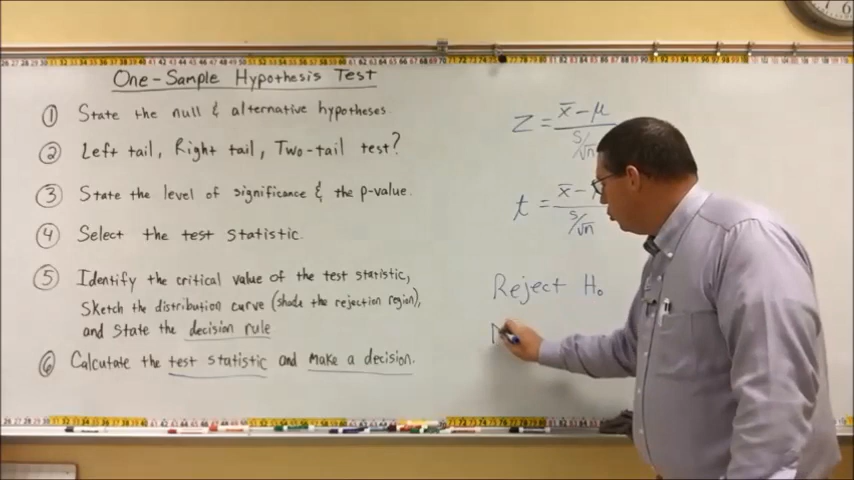 One-Sample Hypothesis Test
① State the null & alternative hypotheses.
② Left tail, Right tail, Two-tail test?
③ State the level of significance & the p-value.
④ Select the test statistic.
⑤ Identify the critical value of the test statistic,
Sketch the distribution curve (shade the rejection region),
and State the decision rule
⑥ Calculate the test statistic and make a decision.
z = x̄ - μ
s/√n
t = x̄ -
s/√n
Reject H₀